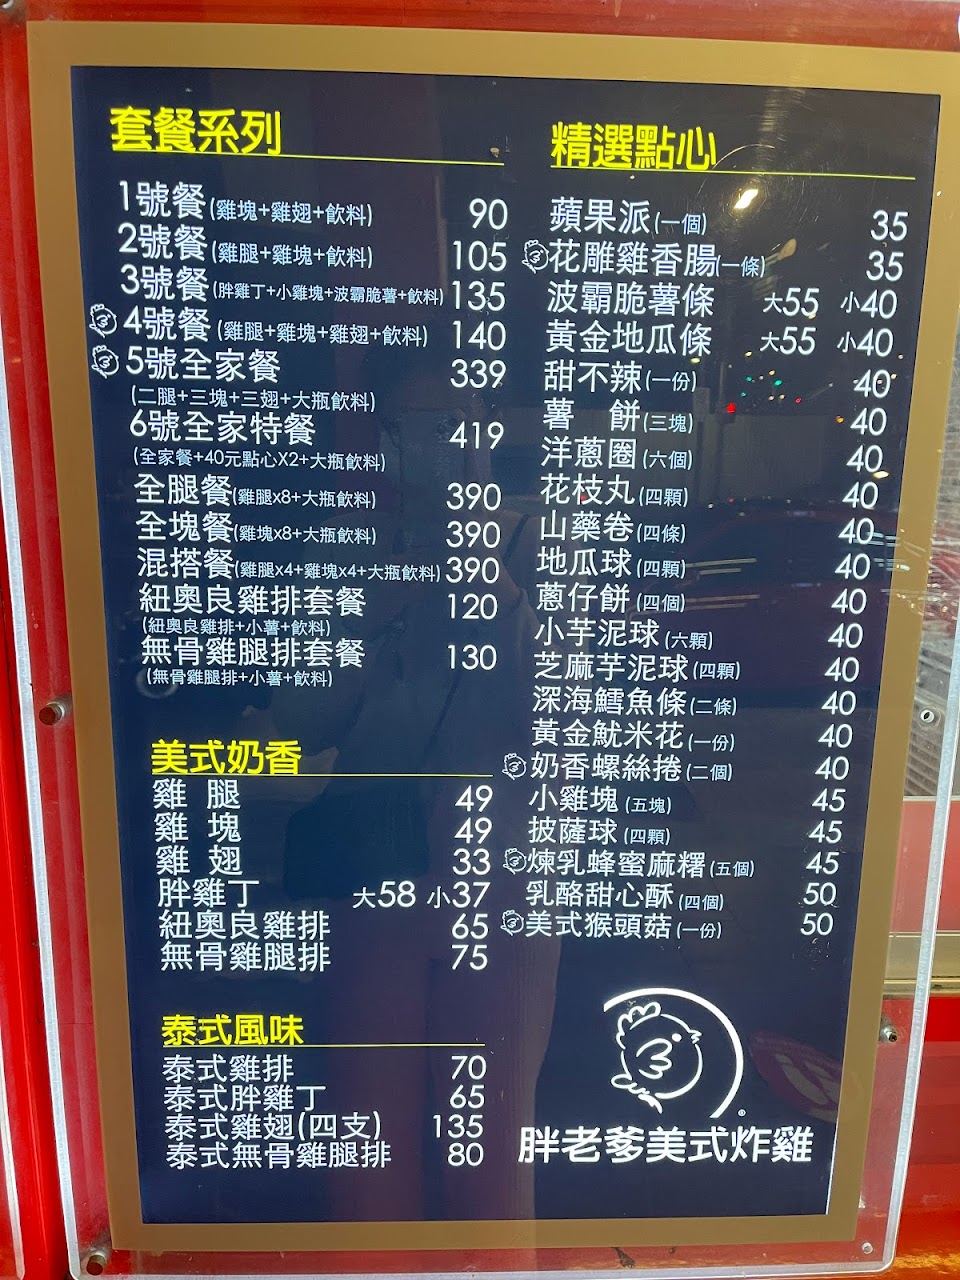 套餐系列
1號餐(雞塊+雞翅+飲料) 90
2號餐(雞腿+雞塊+飲料) 105
3號餐(胖雞丁+小雞塊+波霸脆薯+飲料) 135
4號餐(雞腿+雞塊+雞翅+飲料) 140
5號全家餐 339
(二腿+三塊+三翅+大瓶飲料)
6號全家特餐 419
(全家餐+40元點心X2+大瓶飲料)
全腿餐(雞腿x8+大瓶飲料) 390
全塊餐(雞塊x8+大瓶飲料) 390
混搭餐(雞腿x4+雞塊x4+大瓶飲料) 390
紐奧良雞排套餐 120
(紐奧良雞排+小薯+飲料)
無骨雞腿排套餐 130
(無骨雞腿排+小薯+飲料)
美式奶香
雞 腿 49
雞 塊 49
雞 翅 33
胖雞丁 大58 小37
紐奧良雞排 65
無骨雞腿排 75
泰式風味
泰式雞排 70
泰式胖雞丁 65
泰式雞翅(四支) 135
泰式無骨雞腿排 80
精選點心
蘋果派(一個) 35
花雕雞香腸(一條) 35
波霸脆薯條 大55 小40
黃金地瓜條 大55 小40
甜不辣(一份) 40
薯 餅(三塊) 40
洋蔥圈(六個) 40
花枝丸(四顆) 40
山藥卷(四條) 40
地瓜球(四顆) 40
蔥仔餅(四個) 40
小芋泥球(六顆) 40
芝麻芋泥球(四顆) 40
深海鱈魚條(二條) 40
黃金魷米花(一份) 40
奶香螺絲捲(二個) 40
小雞塊(五塊) 45
披薩球(四顆) 45
煉乳蜂蜜麻糬(五個) 45
乳酪甜心酥(四個) 50
美式猴頭菇(一份) 50
®
胖老爹美式炸雞